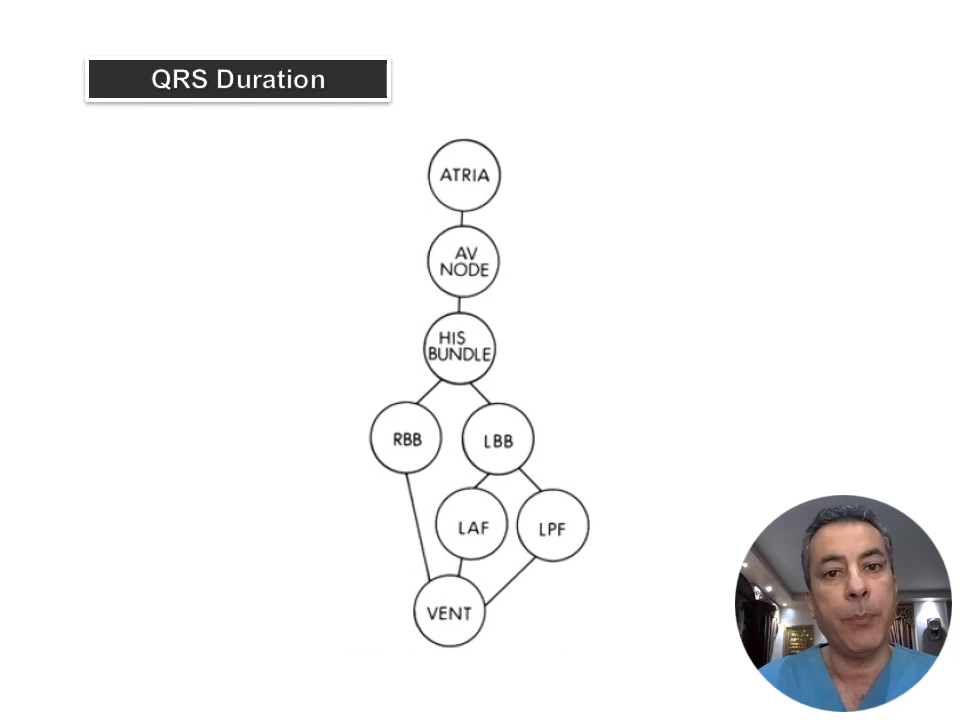 QRS Duration
ATRIA
AV
NODE
HIS
BUNDLE
RBB
LBB
LAF
LPF
VENT